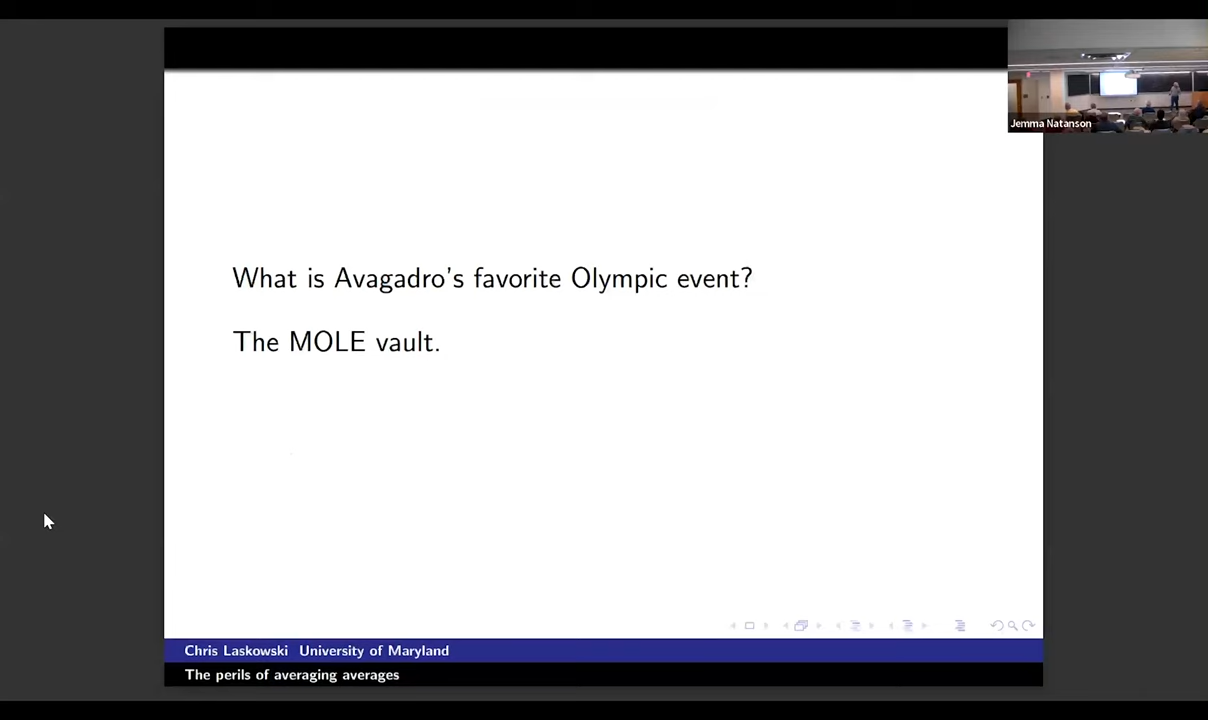 Jemma Natanson
What is Avagadro's favorite Olympic event?
The MOLE vault.
Chris Laskowski University of Maryland
The perils of averaging averages